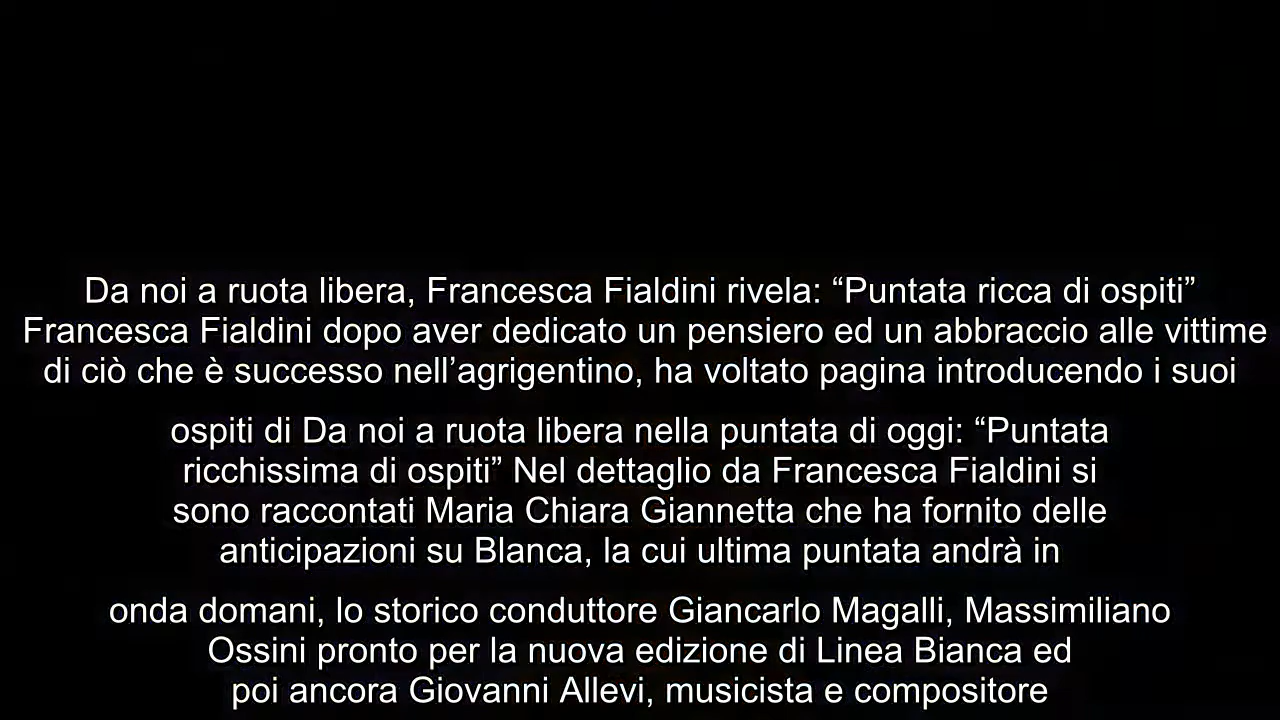 Da noi a ruota libera, Francesca Fialdini rivela: “Puntata ricca di ospiti”
Francesca Fialdini dopo aver dedicato un pensiero ed un abbraccio alle vittime
di ciò che è successo nell’agrigentino, ha voltato pagina introducendo i suoi
ospiti di Da noi a ruota libera nella puntata di oggi: “Puntata
ricchissima di ospiti” Nel dettaglio da Francesca Fialdini si
sono raccontati Maria Chiara Giannetta che ha fornito delle
anticipazioni su Blanca, la cui ultima puntata andrà in
onda domani, lo storico conduttore Giancarlo Magalli, Massimiliano
Ossini pronto per la nuova edizione di Linea Bianca ed
poi ancora Giovanni Allevi, musicista e compositore